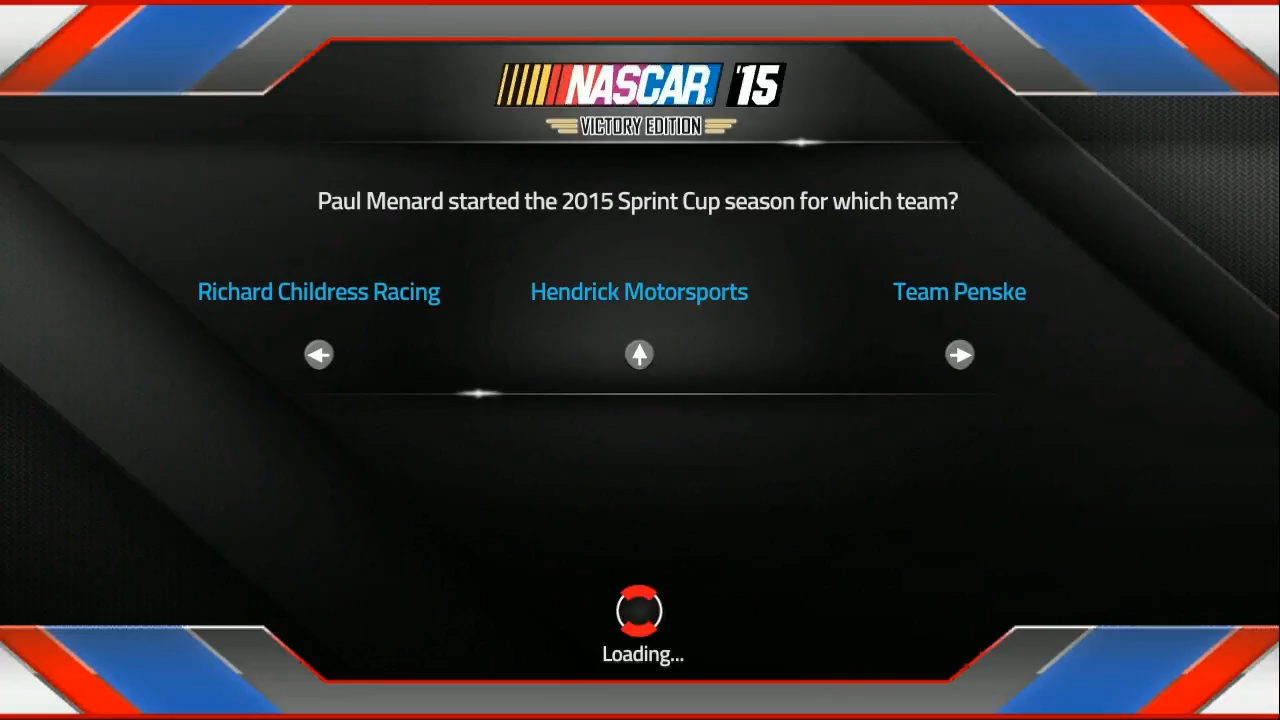 NASCAR '15
VICTORY EDITION
Paul Menard started the 2015 Sprint Cup season for which team?
Richard Childress Racing
Hendrick Motorsports
Team Penske
Loading...